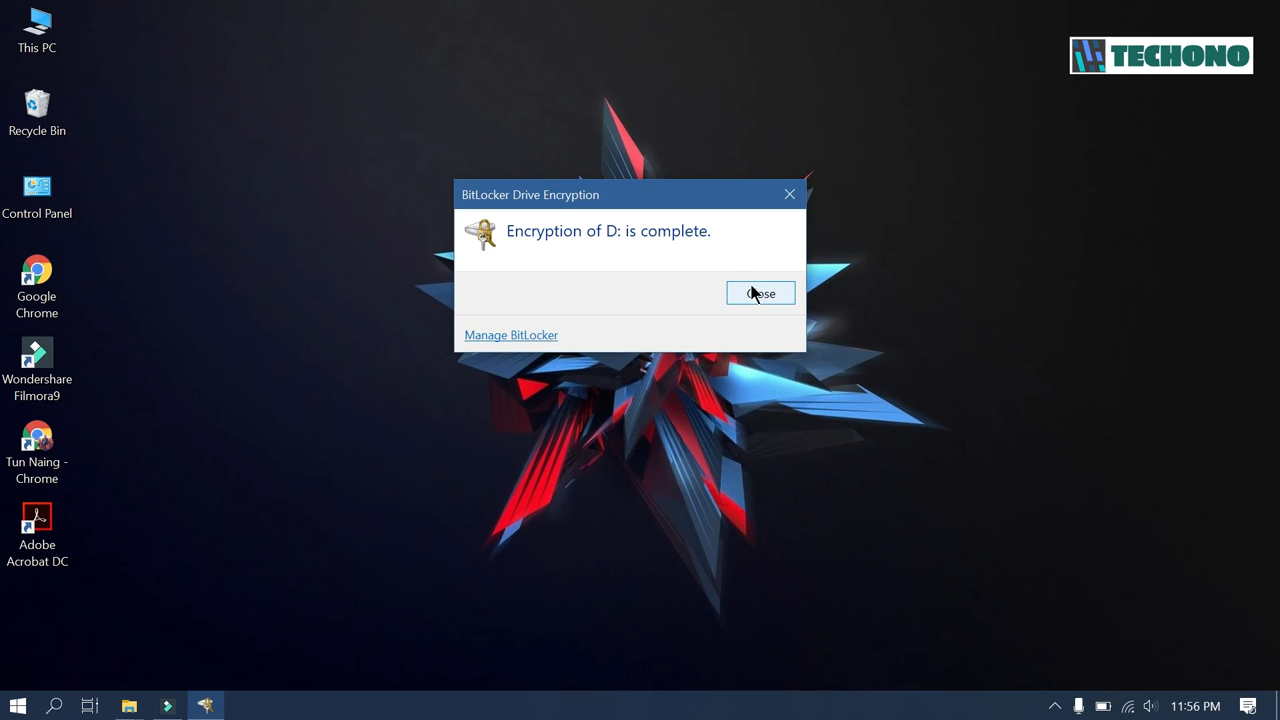 This PC
Recycle Bin
Control Panel
Google
Chrome
Wondershare
Filmora9
Tun Naing -
Chrome
Adobe
Acrobat DC
TECHONO
BitLocker Drive Encryption
Encryption of D: is complete.
Close
Manage BitLocker
11:56 PM